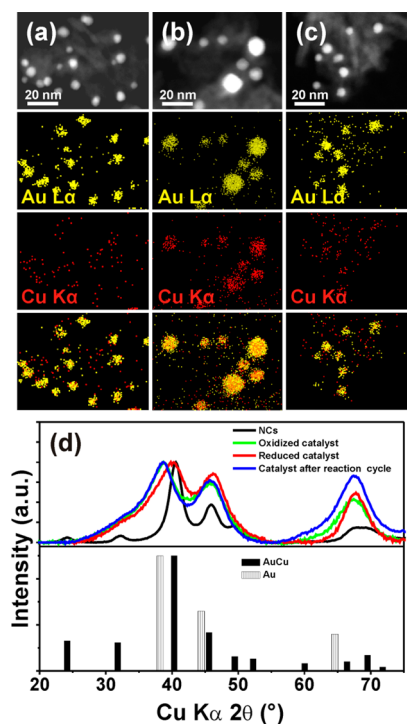 (a) (b) (c)
20 nm 20 nm 20 nm
Au Lα Au Lα Au Lα
Cu Kα Cu Kα Cu Kα
(d)
NCs
Oxidized catalyst
Reduced catalyst
Catalyst after reaction cycle
Intensity (a.u.)
AuCu
Au
20 30 40 50 60 70
Cu Kα 2θ (°)